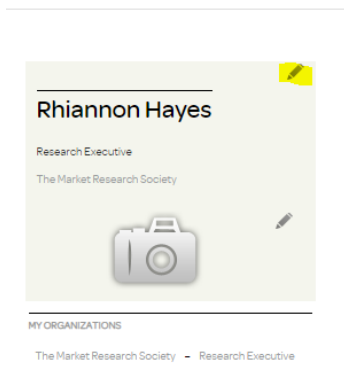 Rhiannon Hayes
Research Executive
The Market Research Society
MY ORGANIZATIONS
The Market Research Society – Research Executive